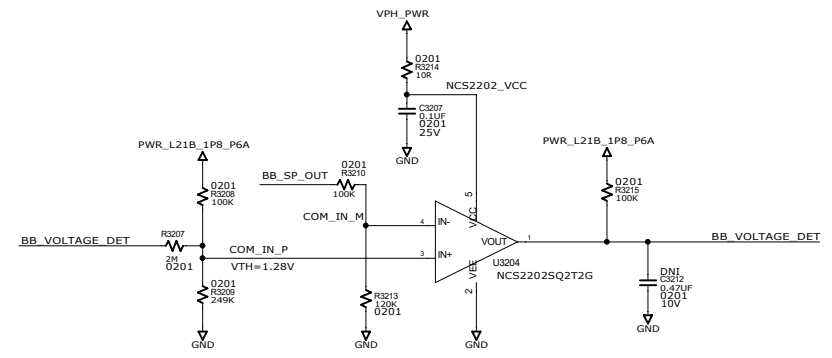 VPH_PWR
0201
R3214
10R
NCS2202_VCC
C3207
0.1UF
0201
25V
GND
PWR_L21B_1P8_P6A
0201
R3208
100K
BB_SP_OUT
0201
R3210
100K
PWR_L21B_1P8_P6A
0201
R3215
100K
COM_IN_M
4
IN-
5
VCC
BB_VOLTAGE_DET
R3207
2M
0201
COM_IN_P
VTH=1.28V
3
IN+
VOUT
1
BB_VOLTAGE_DET
VEE
2
U3204
NCS2202SQ2T2G
0201
R3209
249K
GND
R3213
120K
0201
GND
GND
DNI
C3212
0.47UF
0201
10V
GND